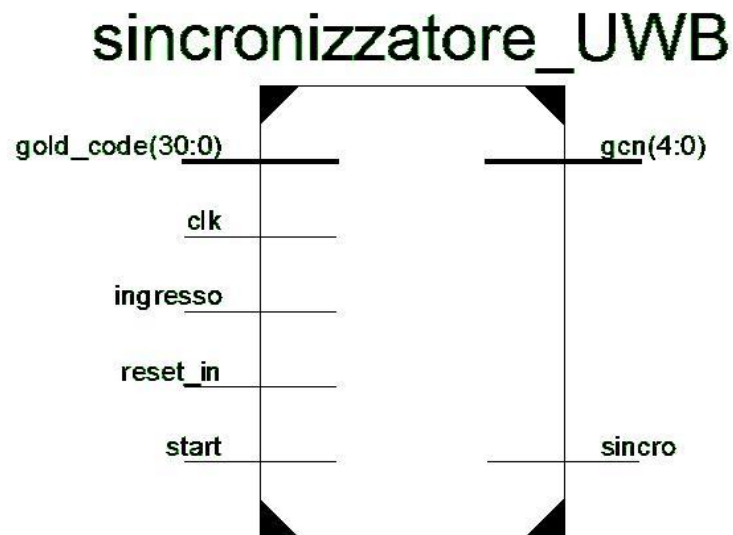 sincronizzatore_UWB
gold_code(30:0) gcn(4:0)
clk
ingresso
reset_in
start sincro